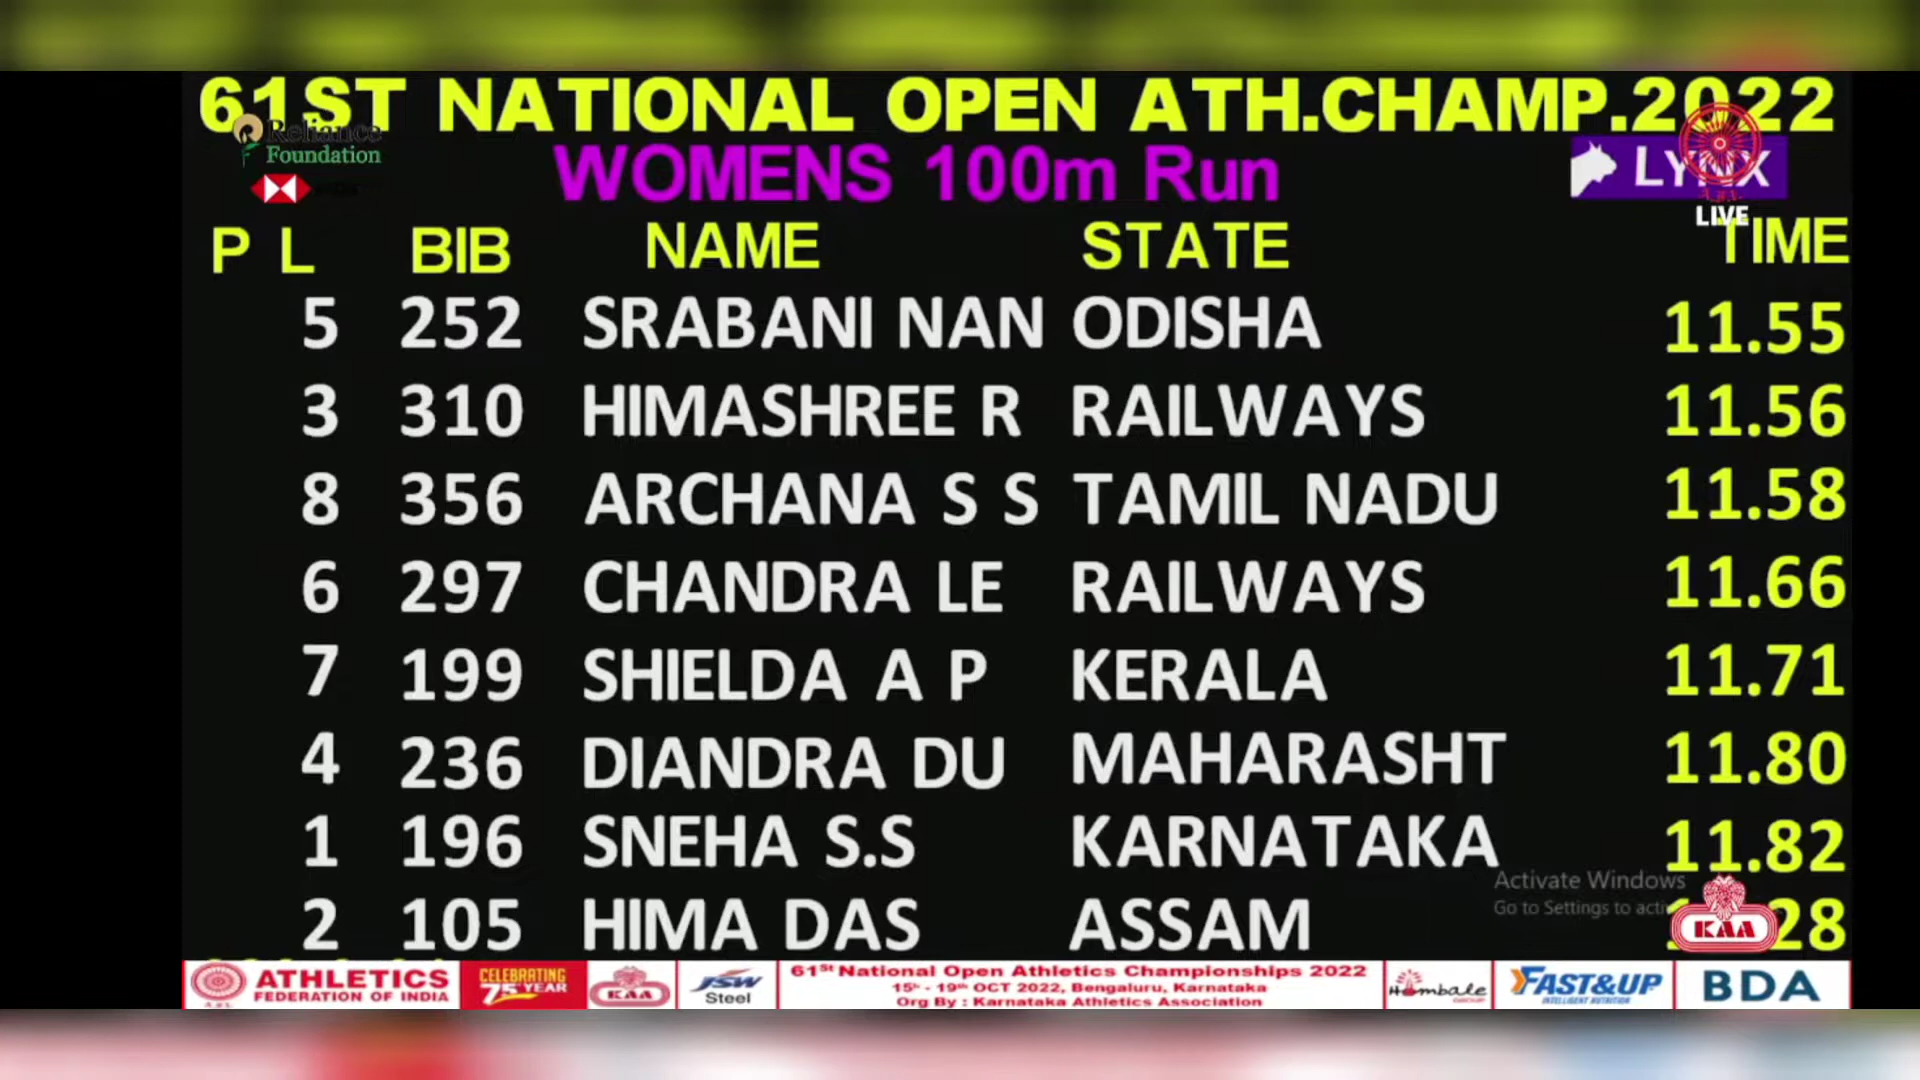 61ST NATIONAL OPEN ATH.CHAMP.2022
Reliance
Foundation
WOMENS 100m Run
LYNX
LIVE
P L BIB NAME STATE TIME
5 252 SRABANI NAN ODISHA 11.55
3 310 HIMASHREE R RAILWAYS 11.56
8 356 ARCHANA S S TAMIL NADU 11.58
6 297 CHANDRA LE RAILWAYS 11.66
7 199 SHIELDA A P KERALA 11.71
4 236 DIANDRA DU MAHARASHT 11.80
1 196 SNEHA S.S KARNATAKA 11.82
Activate Windows
Go to Settings to
2 105 HIMA DAS ASSAM 28
KAA
ATHLETICS
FEDERATION OF INDIA
CELEBRATING
75th YEAR
KAA
JSW
Steel
61St National Open Athletics Championships 2022
15th - 19th OCT 2022, Bengaluru, Karnataka
Org By : Karnataka Athletics Association
Hombale
GROUP
FAST&UP
INTELLIGENT NUTRITION
BDA